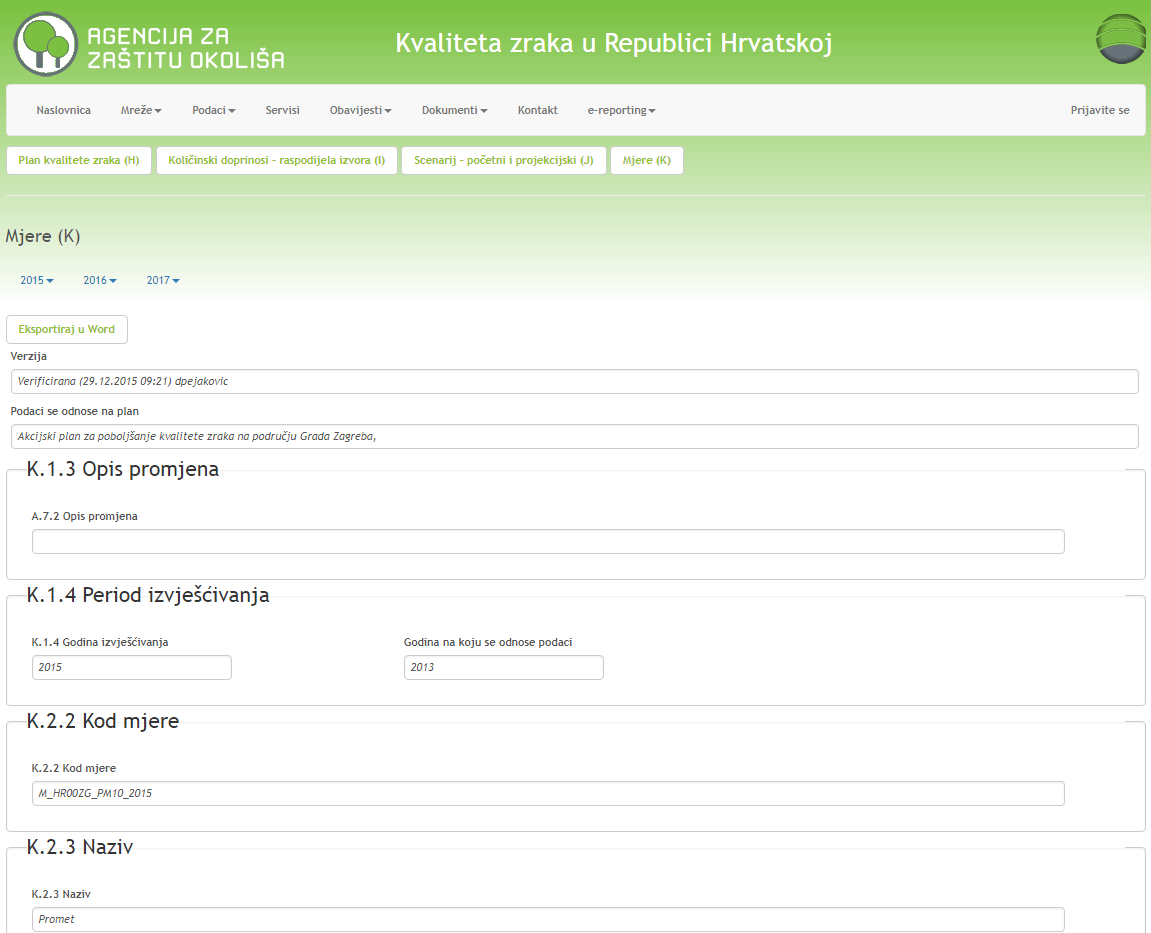 AGENCIJA ZA
ZAŠTITU OKOLIŠA
Kvaliteta zraka u Republici Hrvatskoj
Naslovnica Mreže Podaci Servisi Obavijesti Dokumenti Kontakt e-reporting Prijavite se
Plan kvalitete zraka (H) Količinski doprinosi - raspodijela izvora (I) Scenarij - početni i projekcijski (J) Mjere (K)
Mjere (K)
2015 2016 2017
Eksportiraj u Word
Verzija
Verificirana (29.12.2015 09:21) dpejakovic
Podaci se odnose na plan
Akcijski plan za poboljšanje kvalitete zraka na području Grada Zagreba,
K.1.3 Opis promjena
A.7.2 Opis promjena
K.1.4 Period izvješćivanja
K.1.4 Godina izvješćivanja Godina na koju se odnose podaci
2015 2013
K.2.2 Kod mjere
K.2.2 Kod mjere
M_HR00ZG_PM10_2015
K.2.3 Naziv
K.2.3 Naziv
Promet